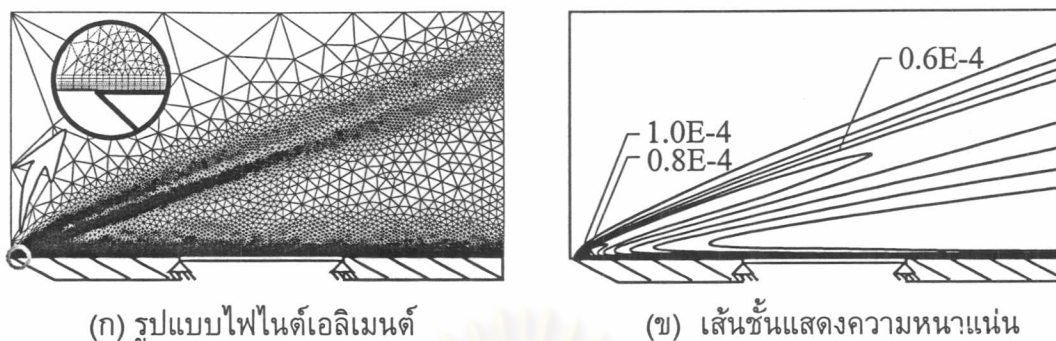 0.6E-4
1.0E-4
0.8E-4
(ก) รูปแบบไฟไนต์เอลิเมนต์
(ข) เส้นชั้นแสดงความหนาแน่น